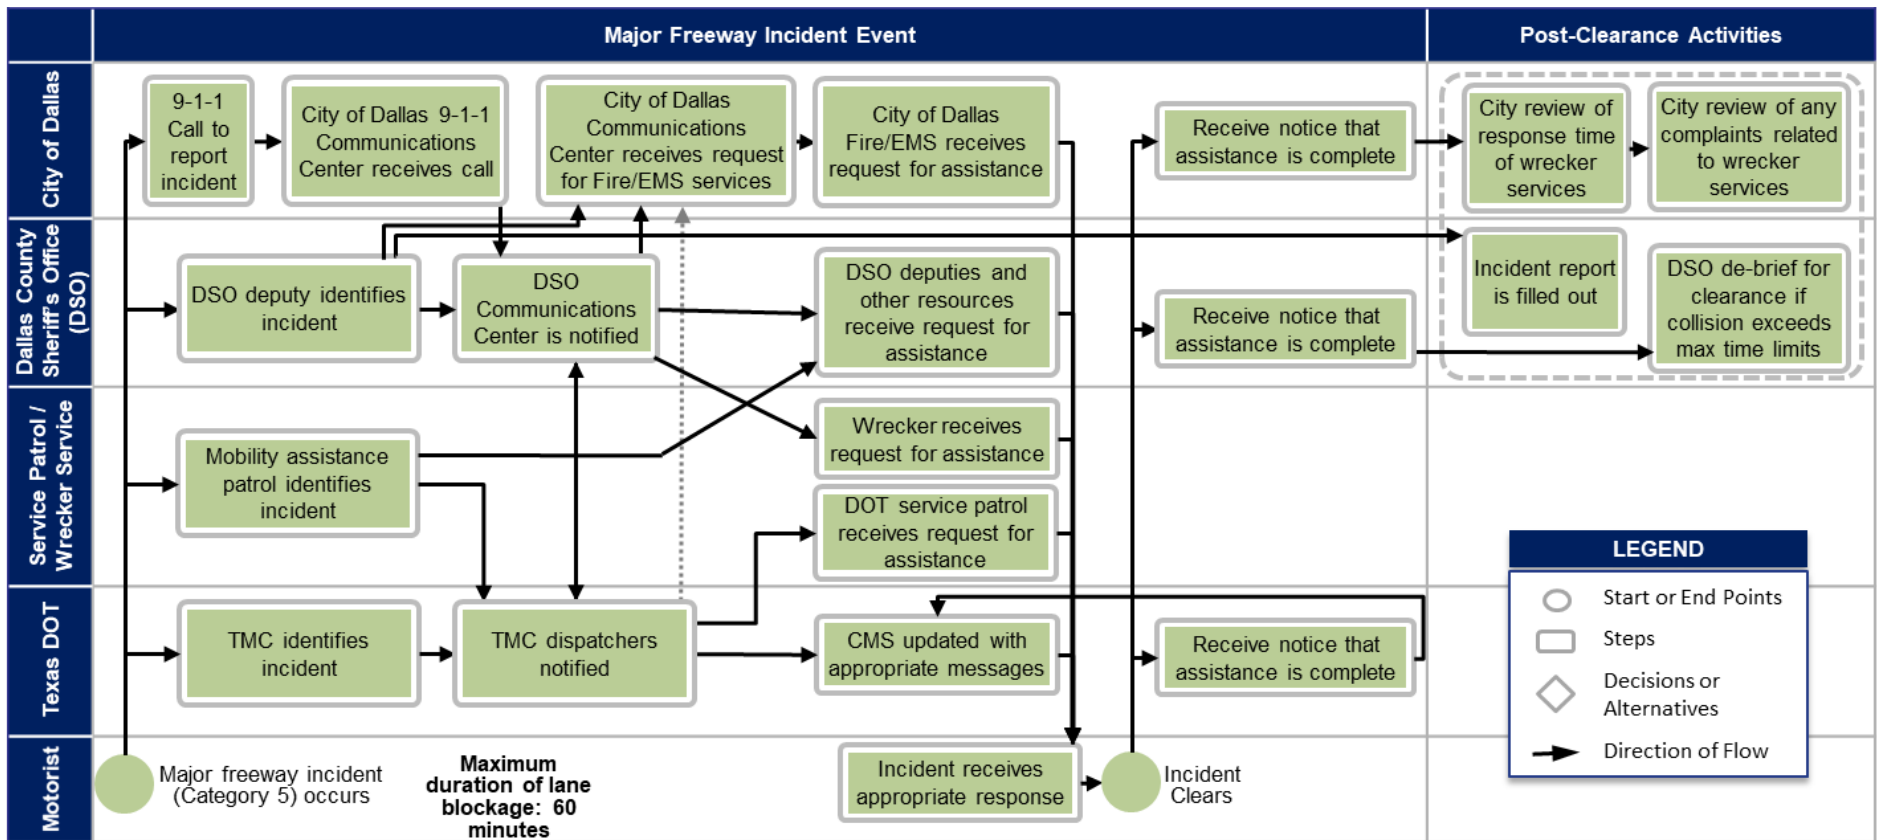 Major Freeway Incident Event
Post-Clearance Activities
City of Dallas
9-1-1
Call to
report
incident
City of Dallas 9-1-1
Communications
Center receives call
City of Dallas
Communications
Center receives request
for Fire/EMS services
City of Dallas
Fire/EMS receives
request for assistance
Receive notice that
assistance is complete
City review of
response time
of wrecker
services
City review of any
complaints related
to wrecker
services
Dallas County
Sheriff's Office
(DSO)
DSO deputy identifies
incident
DSO
Communications
Center is notified
DSO deputies and
other resources
receive request for
assistance
Receive notice that
assistance is complete
Incident report
is filled out
DSO de-brief for
clearance if
collision exceeds
max time limits
Service Patrol /
Wrecker Service
Mobility assistance
patrol identifies
incident
Wrecker receives
request for assistance
DOT service patrol
receives request for
assistance
Texas DOT
TMC identifies
incident
TMC dispatchers
notified
CMS updated with
appropriate messages
Receive notice that
assistance is complete
Motorist
Major freeway incident
(Category 5) occurs
Maximum
duration of lane
blockage: 60
minutes
Incident receives
appropriate response
Incident
Clears
LEGEND
Start or End Points
Steps
Decisions or
Alternatives
Direction of Flow